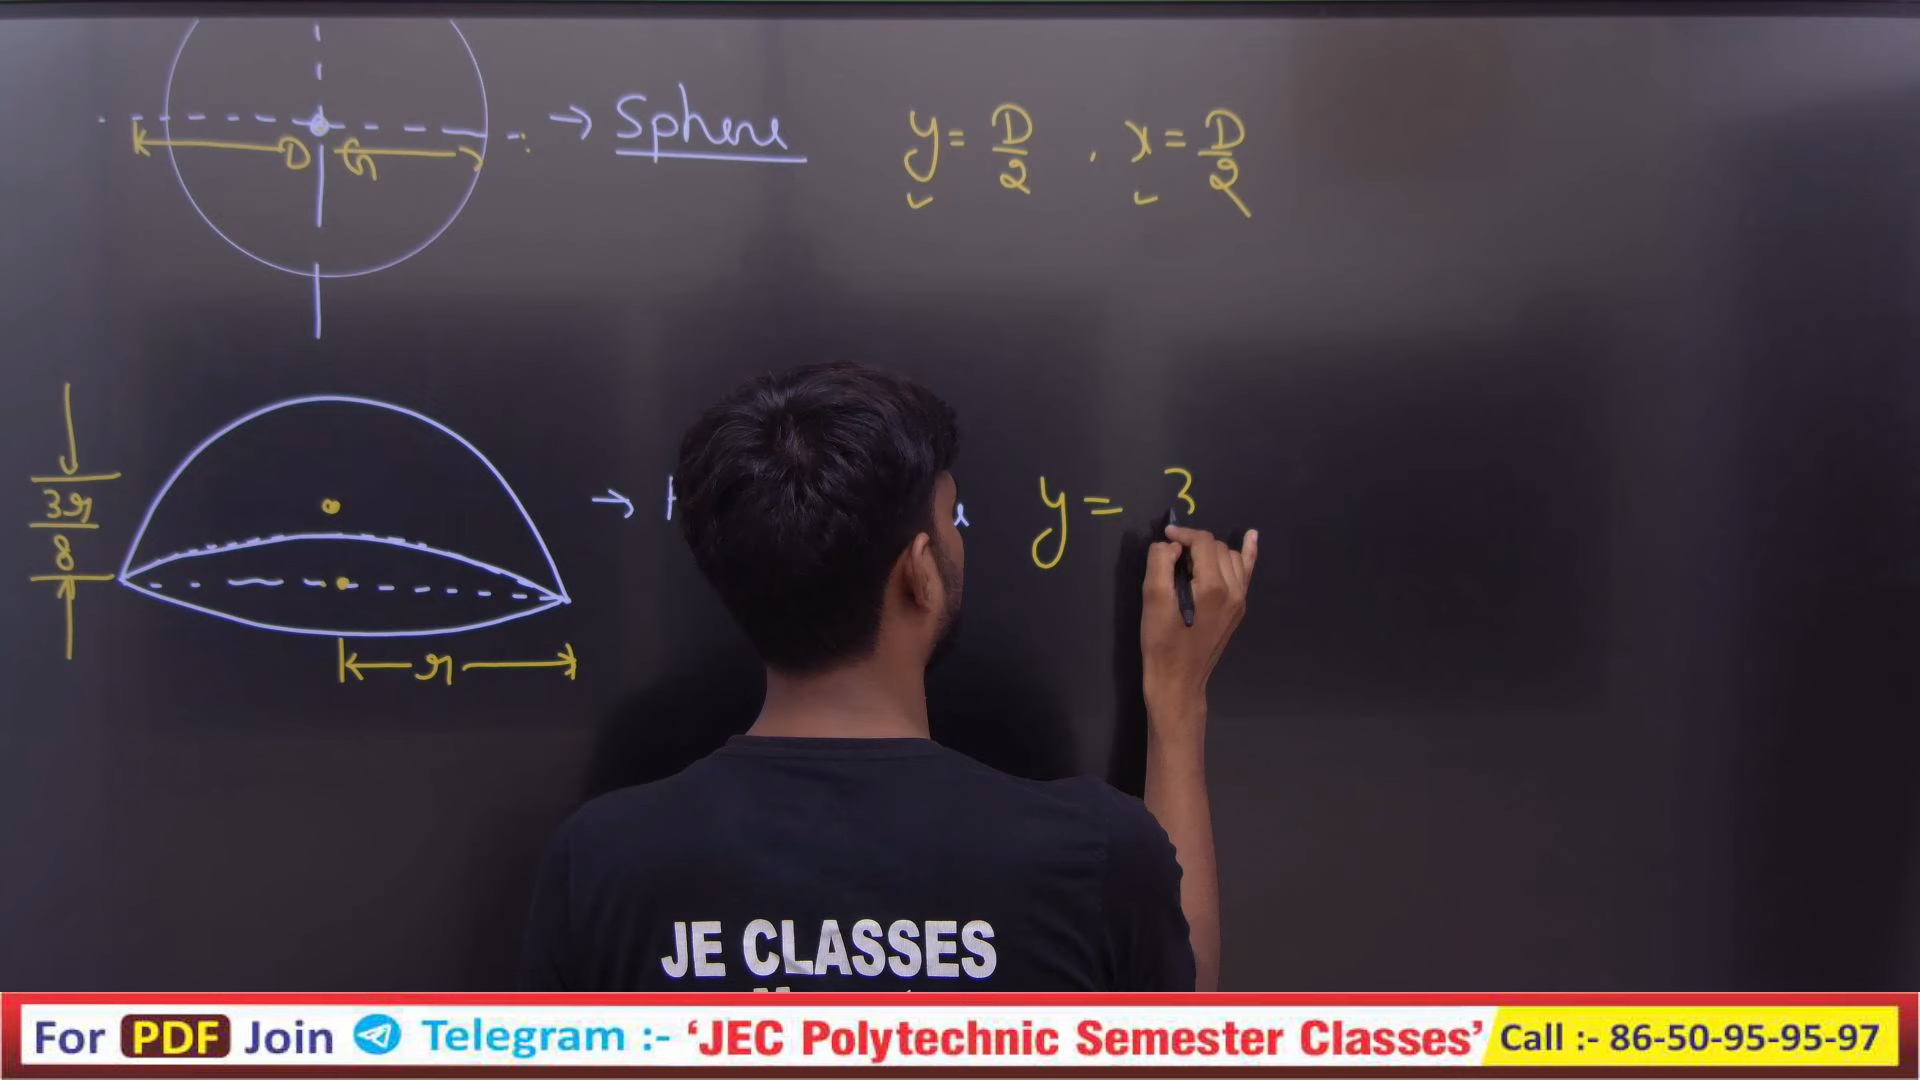 → Sphere y = D/2 , x = D/2
D G
3r/8
→ y = 3
r
JE CLASSES
For PDF Join Telegram :- 'JEC Polytechnic Semester Classes' Call :- 86-50-95-95-97